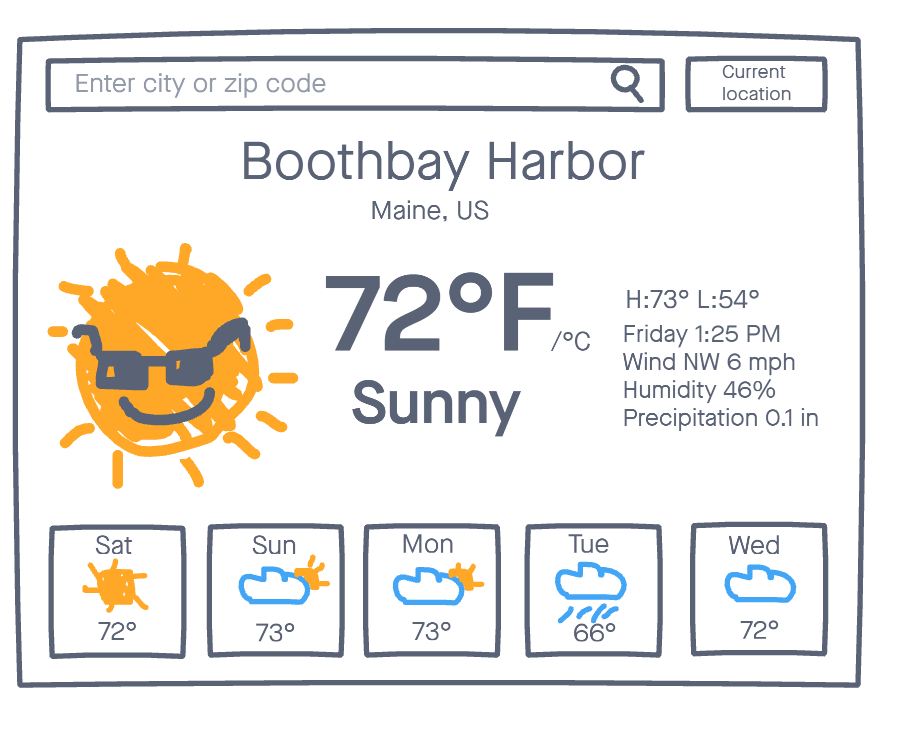 Enter city or zip code
Current
location
Boothbay Harbor
Maine, US
72°F/°C
Sunny
H:73° L:54°
Friday 1:25 PM
Wind NW 6 mph
Humidity 46%
Precipitation 0.1 in
Sat
72°
Sun
73°
Mon
73°
Tue
66°
Wed
72°